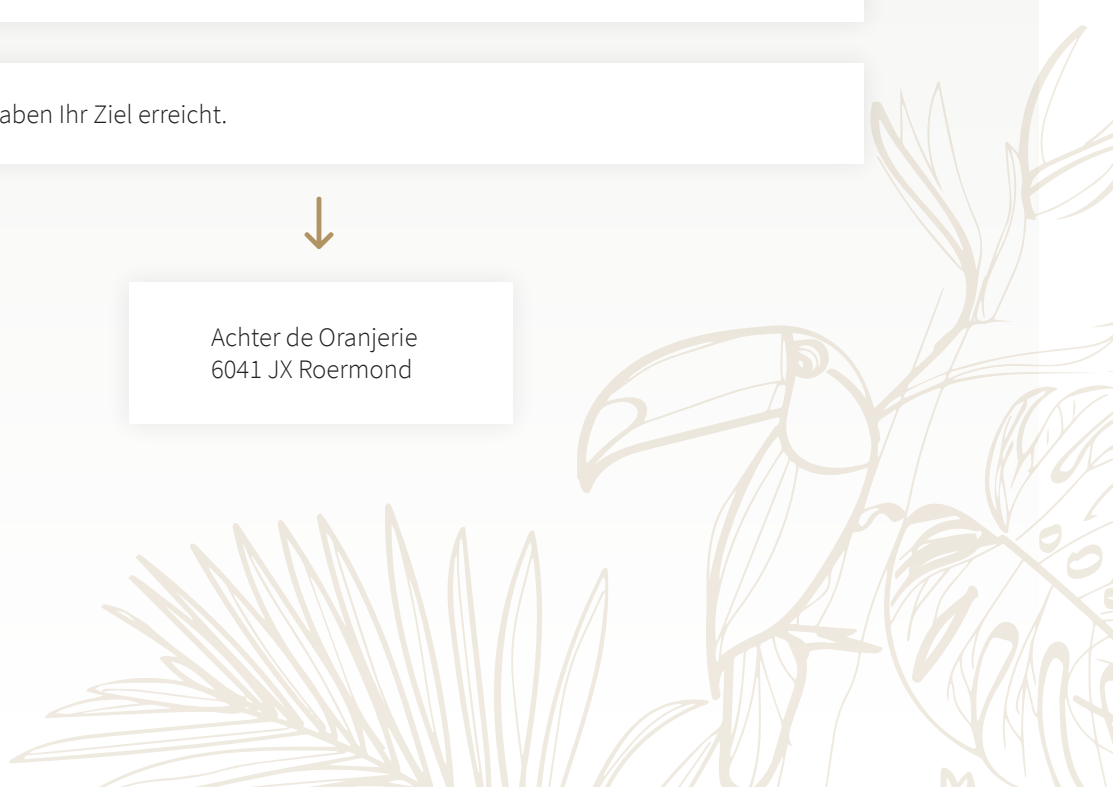 aben Ihr Ziel erreicht.
Achter de Oranjerie
6041 JX Roermond